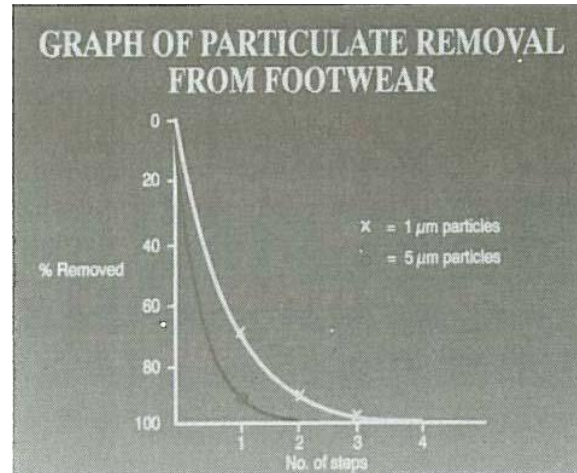 GRAPH OF PARTICULATE REMOVAL
FROM FOOTWEAR
0
20
x = 1 µm particles
40
= 5 µm particles
% Removed
60
80
100
1 2 3 4
No. of steps